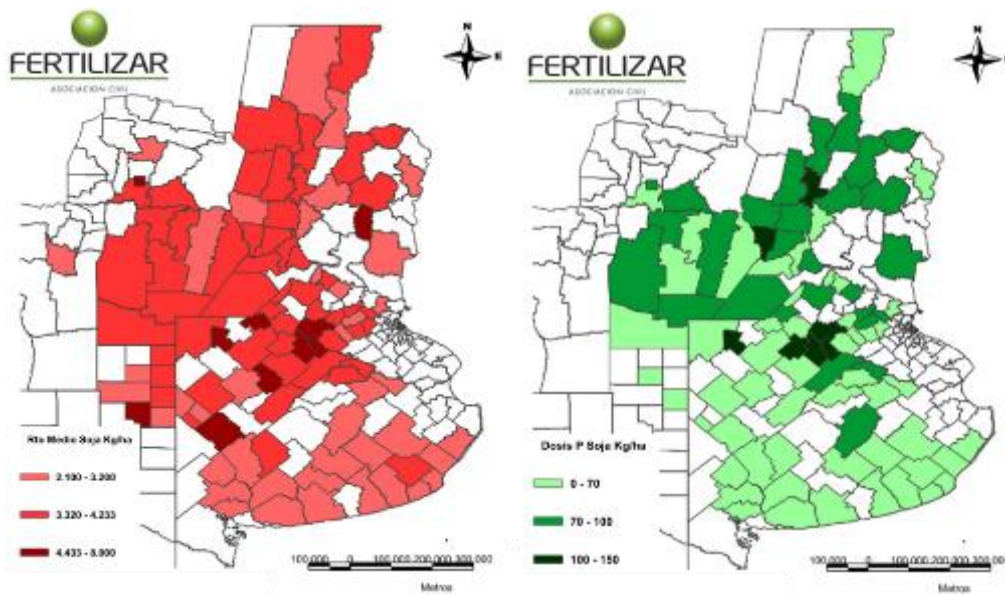 FERTILIZAR
ASOCIACION CIVIL
N
E
Rto Medio Soja Kg/ha
2.100 - 3.200
3.320 - 4.233
4.433 - 5.000
100.000 0 100.000 200.000 300.000
Metros
FERTILIZAR
ASOCIACION CIVIL
N
Dosis P Soja Kg/ha
0 - 70
70 - 100
100 - 150
100.000 0 100.000 200.000 300.000
Metros